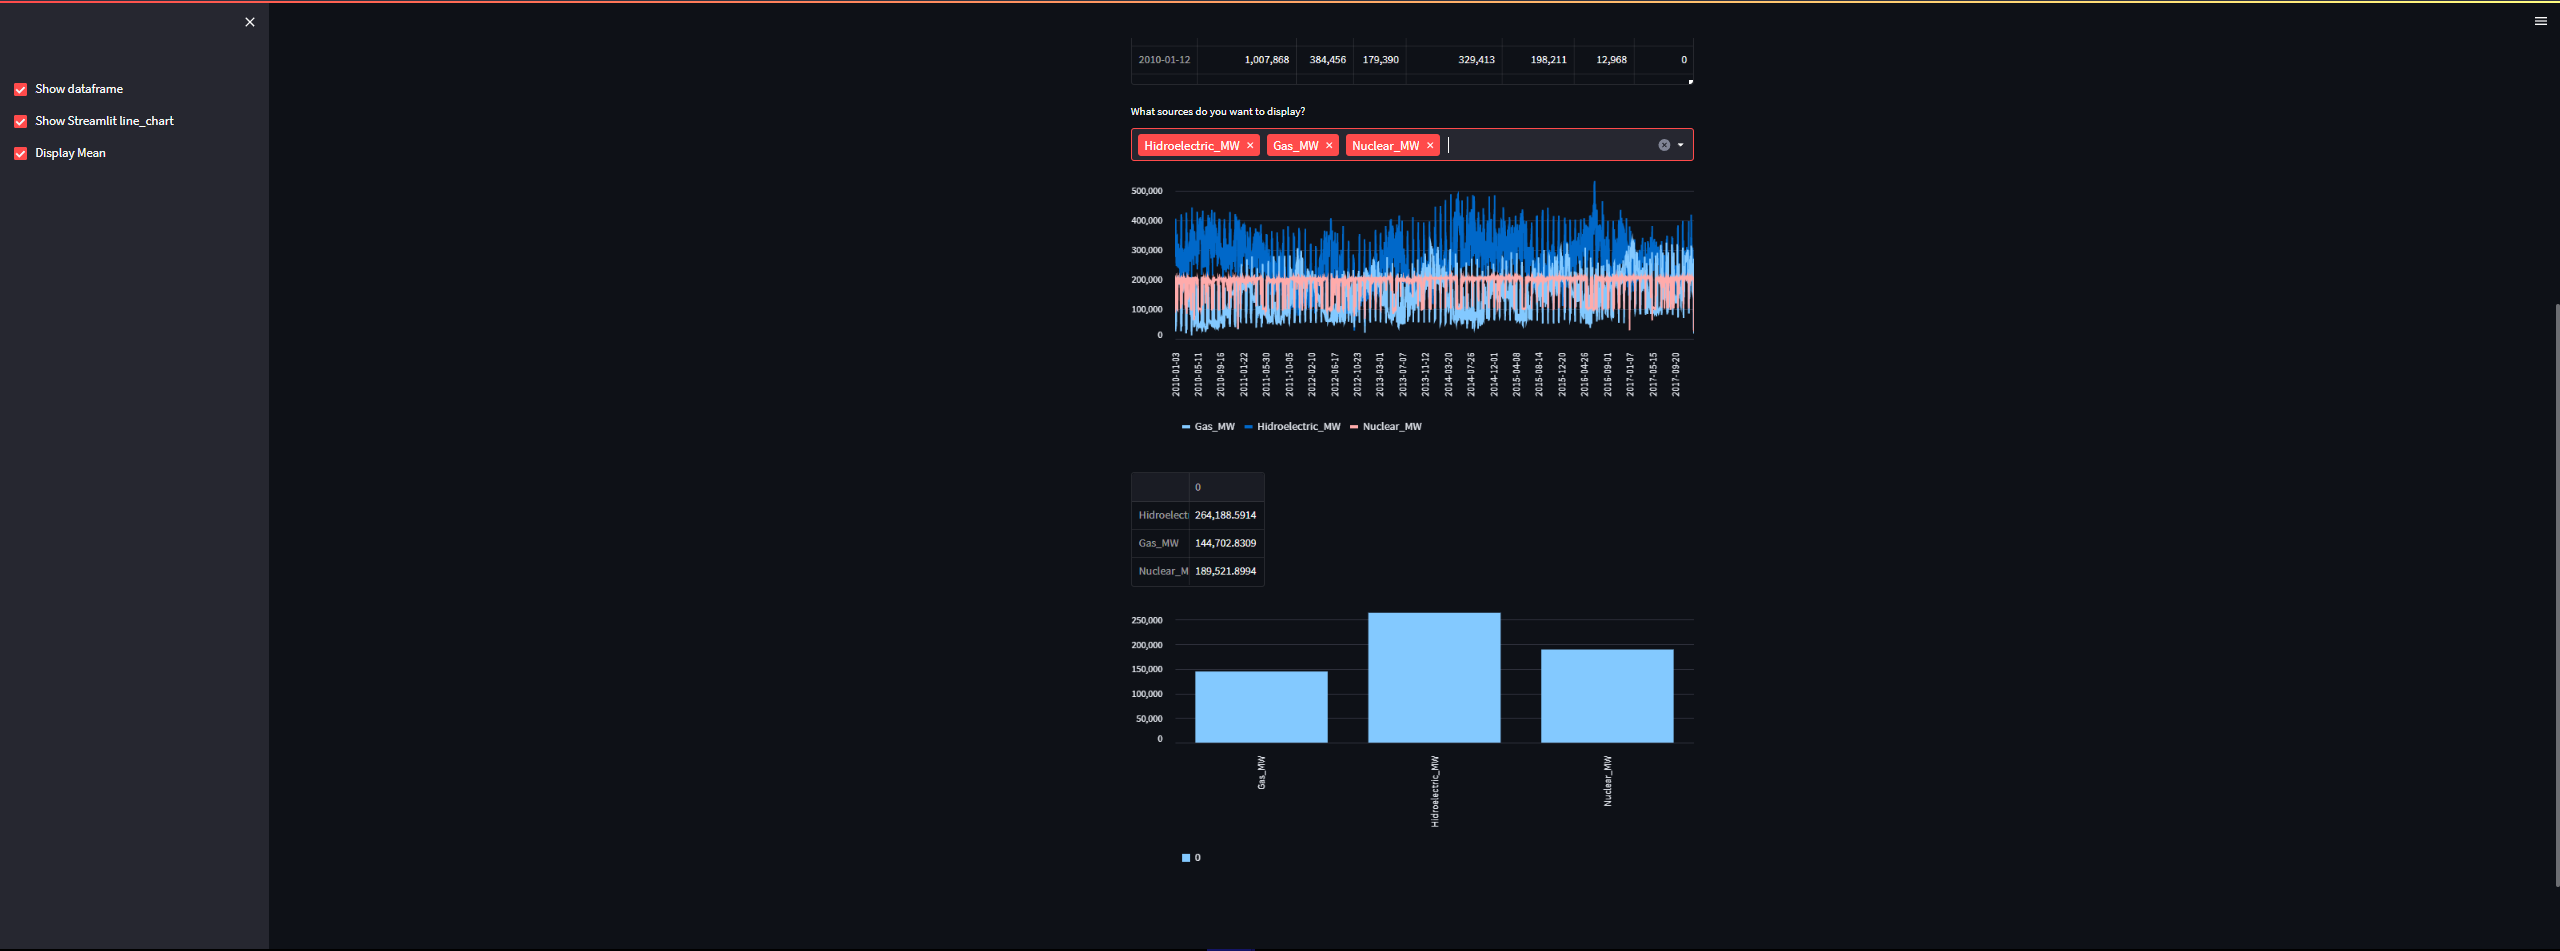 Show dataframe
Show Streamlit line_chart
Display Mean
2010-01-12 1,007,868 384,456 179,390 329,413 198,211 12,968 0
What sources do you want to display?
Hidroelectric_MW × Gas_MW × Nuclear_MW ×
500,000
400,000
300,000
200,000
100,000
0
2010-01-03 2010-05-11 2010-09-16 2011-01-22 2011-05-30 2011-10-05 2012-02-10 2012-06-17 2012-10-23 2013-03-01 2013-07-07 2013-11-12 2014-03-20 2014-07-26 2014-12-01 2015-04-08 2015-08-14 2015-12-20 2016-04-26 2016-09-01 2017-01-07 2017-05-15 2017-09-20
Gas_MW Hidroelectric_MW Nuclear_MW
0
Hidroelect 264,188.5914
Gas_MW 144,702.8309
Nuclear_M 189,521.8994
250,000
200,000
150,000
100,000
50,000
0
Gas_MW Hidroelectric_MW Nuclear_MW
0